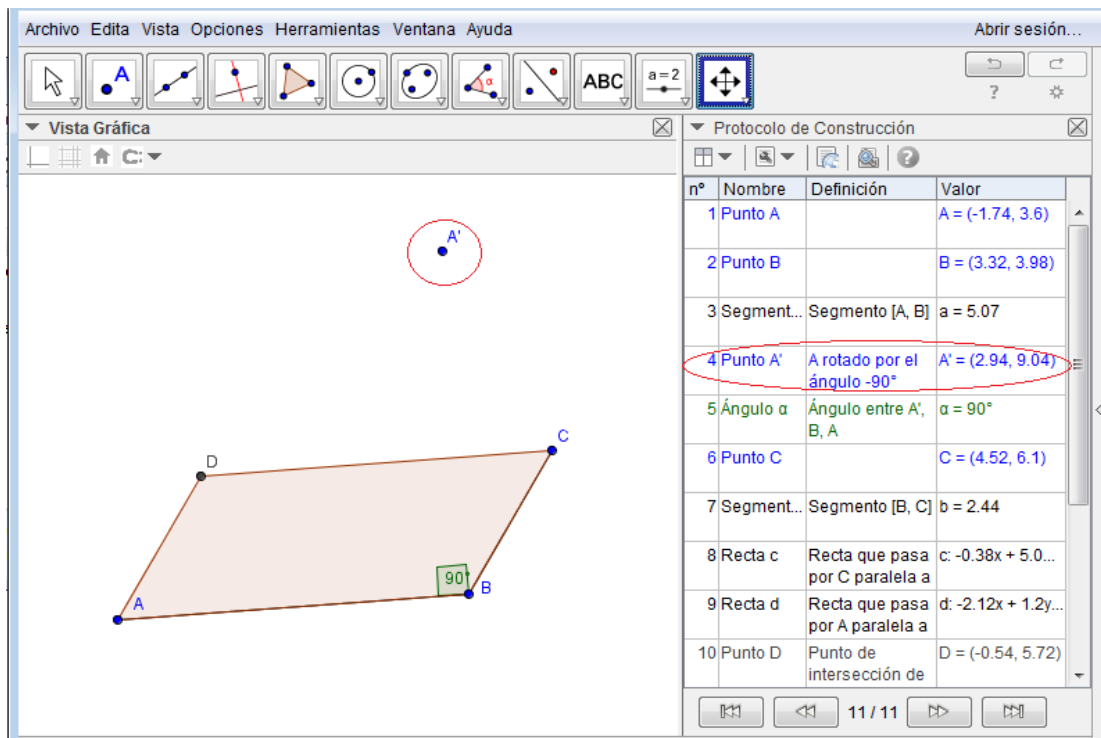 Archivo Edita Vista Opciones Herramientas Ventana Ayuda
Abrir sesión...
A
α
ABC
a=2
?
Vista Gráfica
Protocolo de Construcción
?
A'
D
C
90°
B
A
nº Nombre Definición Valor
1 Punto A A = (-1.74, 3.6)
2 Punto B B = (3.32, 3.98)
3 Segment... Segmento [A, B] a = 5.07
4 Punto A' A rotado por el A' = (2.94, 9.04)
ángulo -90°
5 Ángulo α Ángulo entre A', α = 90°
B, A
6 Punto C C = (4.52, 6.1)
7 Segment... Segmento [B, C] b = 2.44
8 Recta c Recta que pasa c: -0.38x + 5.0...
por C paralela a
9 Recta d Recta que pasa d: -2.12x + 1.2y...
por A paralela a
10 Punto D Punto de D = (-0.54, 5.72)
intersección de
11 / 11